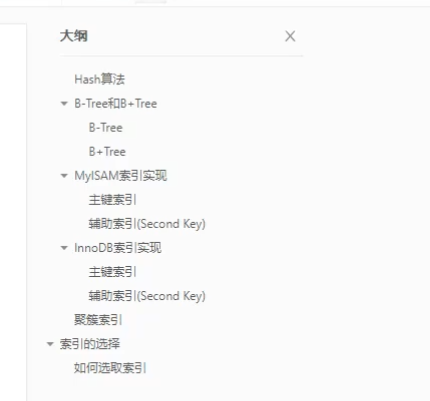 大纲
Hash算法
B-Tree和B+Tree
B-Tree
B+Tree
MyISAM索引实现
主键索引
辅助索引(Second Key)
InnoDB索引实现
主键索引
辅助索引(Second Key)
聚簇索引
索引的选择
如何选取索引